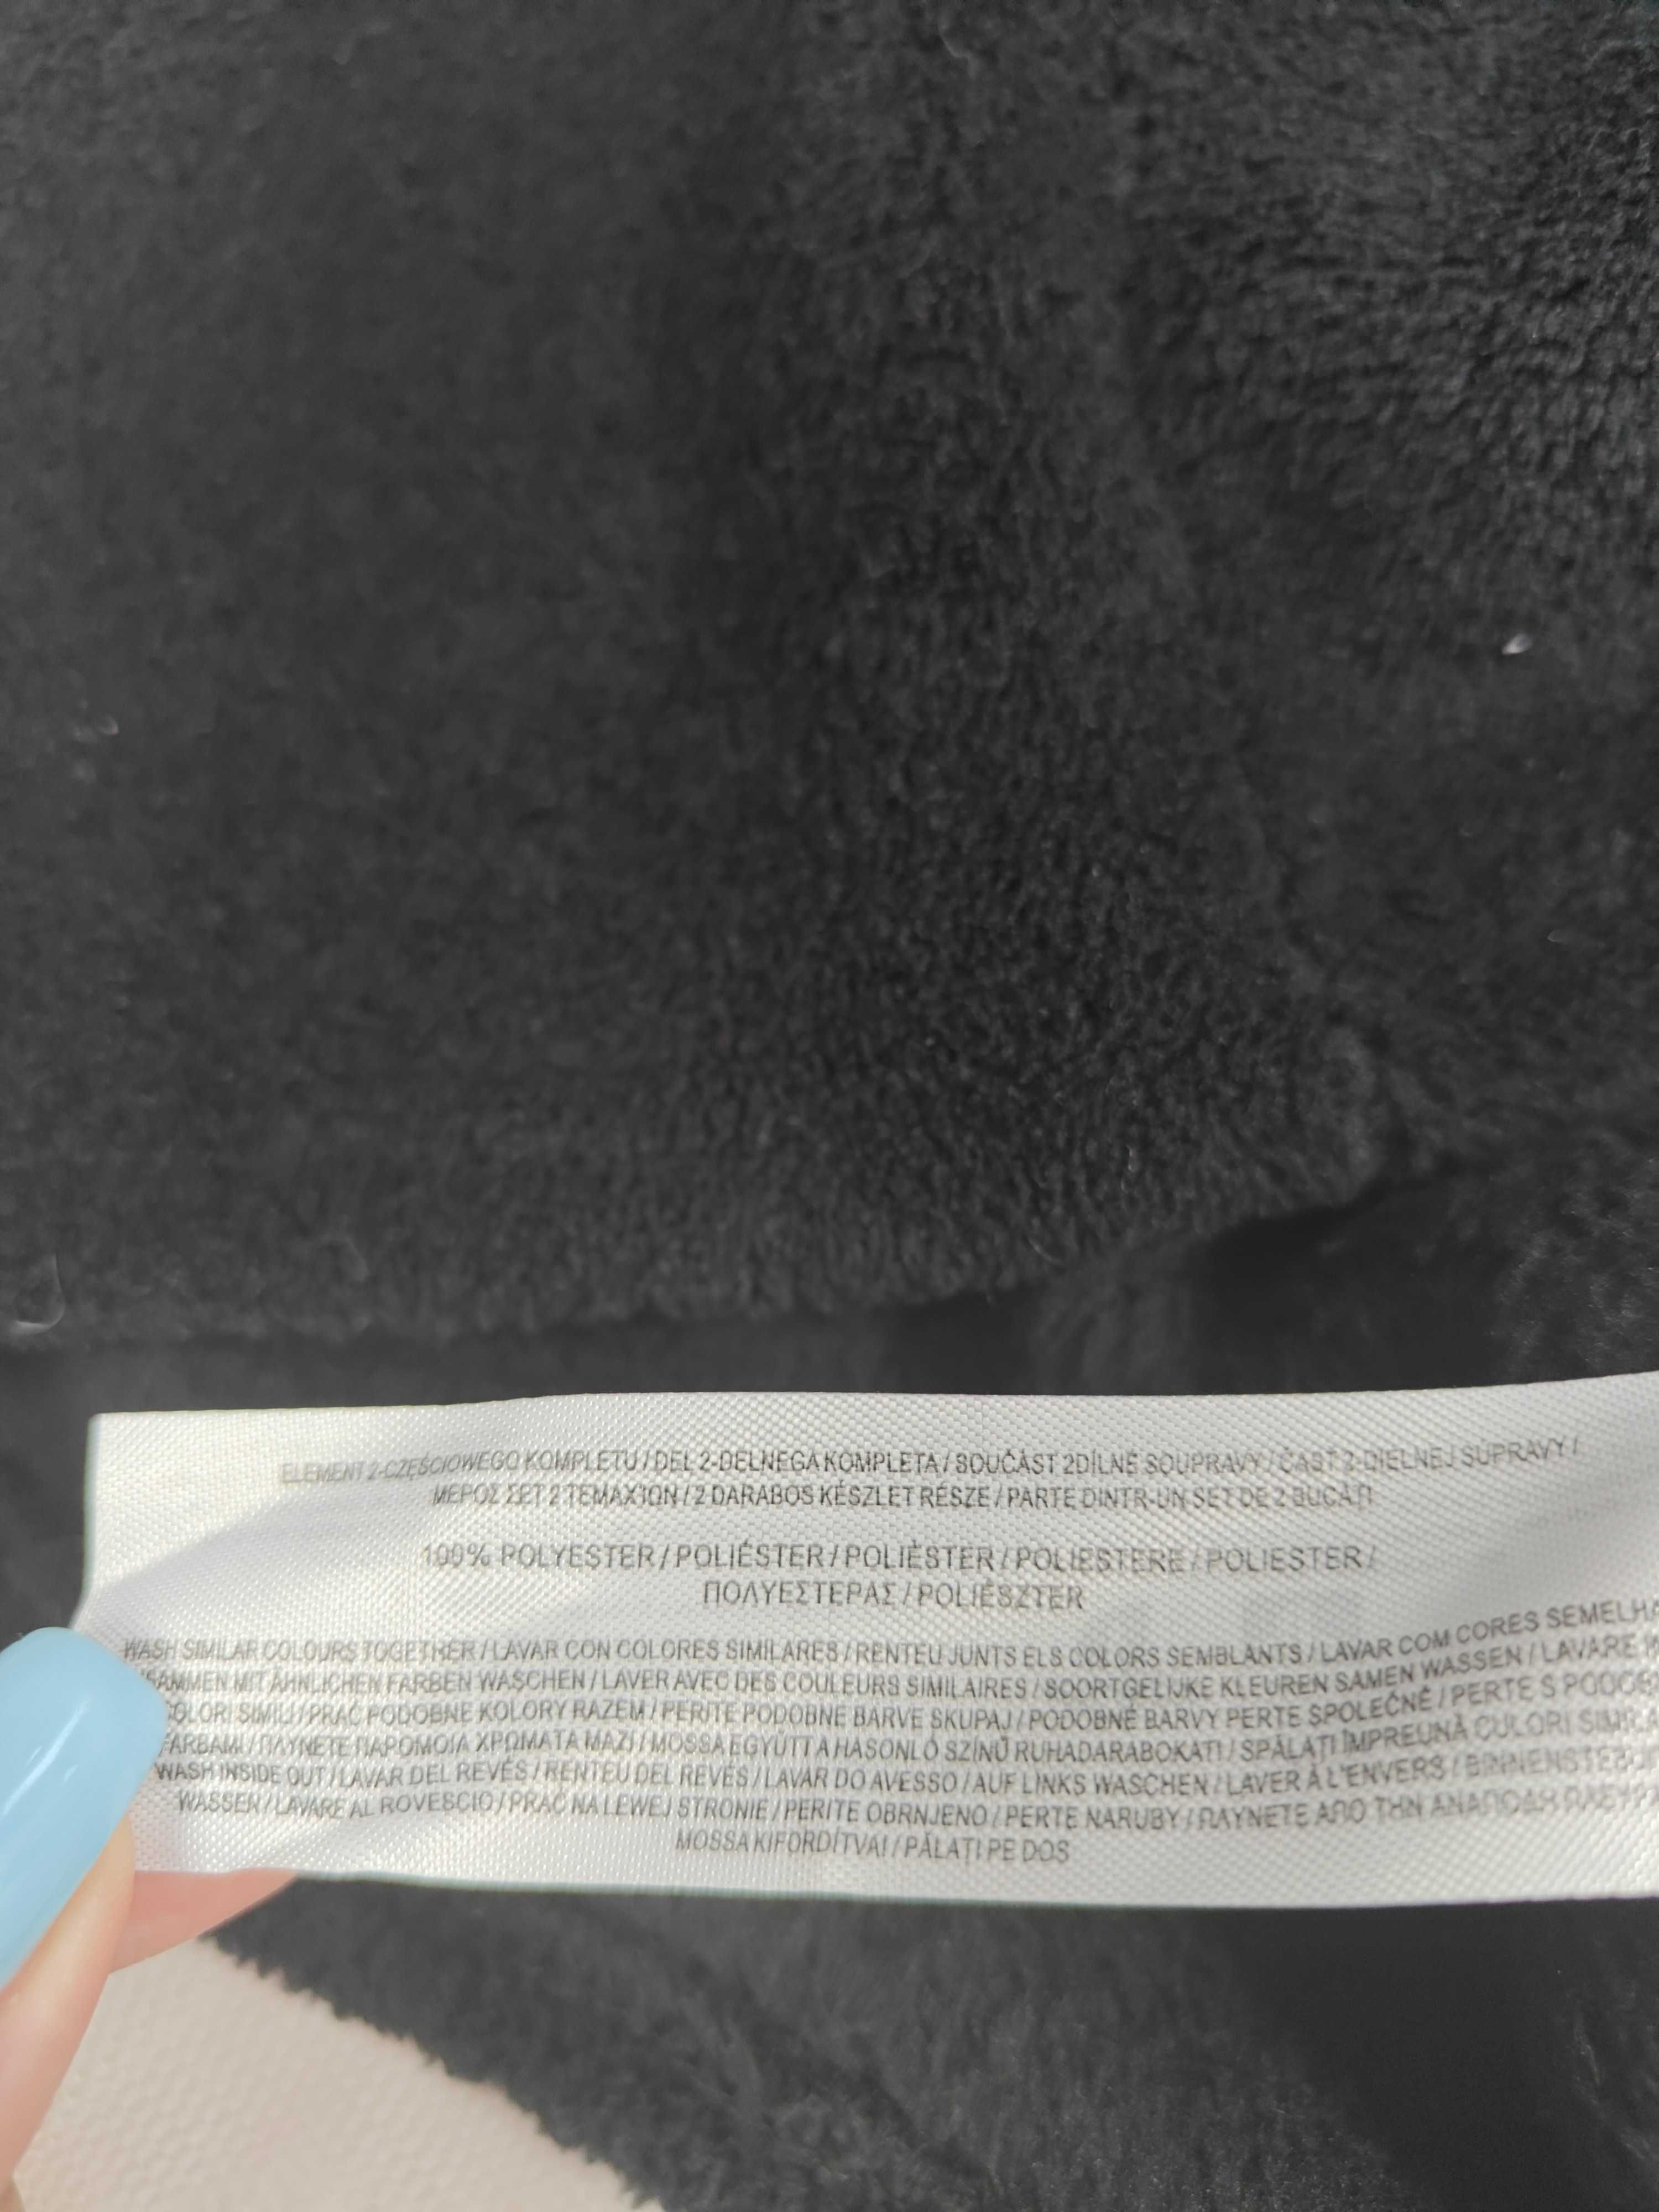 ELEMENT 2-CZĘŚCIOWEGO KOMPLETU / DEL 2-DELNEGA KOMPLETA / SOUČÁST 2DÍLNÉ SOUPRAVY / ČASŤ 2-DIELNEJ SÚPRAVY /
ΜΕΡΟΣ ΣΕΤ 2 ΤΕΜΑΧΊΩΝ / 2 DARABOS KÉSZLET RÉSZE / PARTE DINTR-UN SET DE 2 BUCĂȚI
100% POLYESTER / POLIÉSTER / POLIÈSTER / POLIESTERE / POLIESTER /
ΠΟΛΥΕΣΤΕΡΑΣ / POLIÉSZTER
WASH SIMILAR COLOURS TOGETHER / LAVAR CON COLORES SIMILARES / RENTEU JUNTS ELS COLORS SEMBLANTS / LAVAR COM CORES SEMELHA
AMMEN MIT ÄHNLICHEN FARBEN WASCHEN / LAVER AVEC DES COULEURS SIMILAIRES / SOORTGELIJKE KLEUREN SAMEN WASSEN / LAVARE
COLORI SIMILI / PRAĆ PODOBNE KOLORY RAZEM / PERITE PODOBNE BARVE SKUPAJ / PODOBNÉ BARVY PERTE SPOLEČNĚ / PERTE S PODOB
FARBAMI / ΠΛΥΝΕΤΕ ΠΑΡΟΜΟΙΑ ΧΡΩΜΑΤΑ ΜΑΖΙ / MOSSA EGYÜTT A HASONLÓ SZÍNŰ RUHADARABOKAT! / SPĂLAȚI ÎMPREUNĂ CULORI SIMILA
WASH INSIDE OUT / LAVAR DEL REVÉS / RENTEU DEL REVÉS / LAVAR DO AVESSO / AUF LINKS WASCHEN / LAVER À L'ENVERS / BINNENSTEBUI
WASSEN / LAVARE AL ROVESCIO / PRAĆ NA LEWEJ STRONIE / PERITE OBRNJENO / PERTE NARUBY / ΠΛΥΝΕΤΕ ΑΠΟ ΤΗΝ ΑΝΑΠΟΔΗ ΠΛΕΥΡΑ
MOSSA KIFORDÍTVA! / PĂLAȚI PE DOS